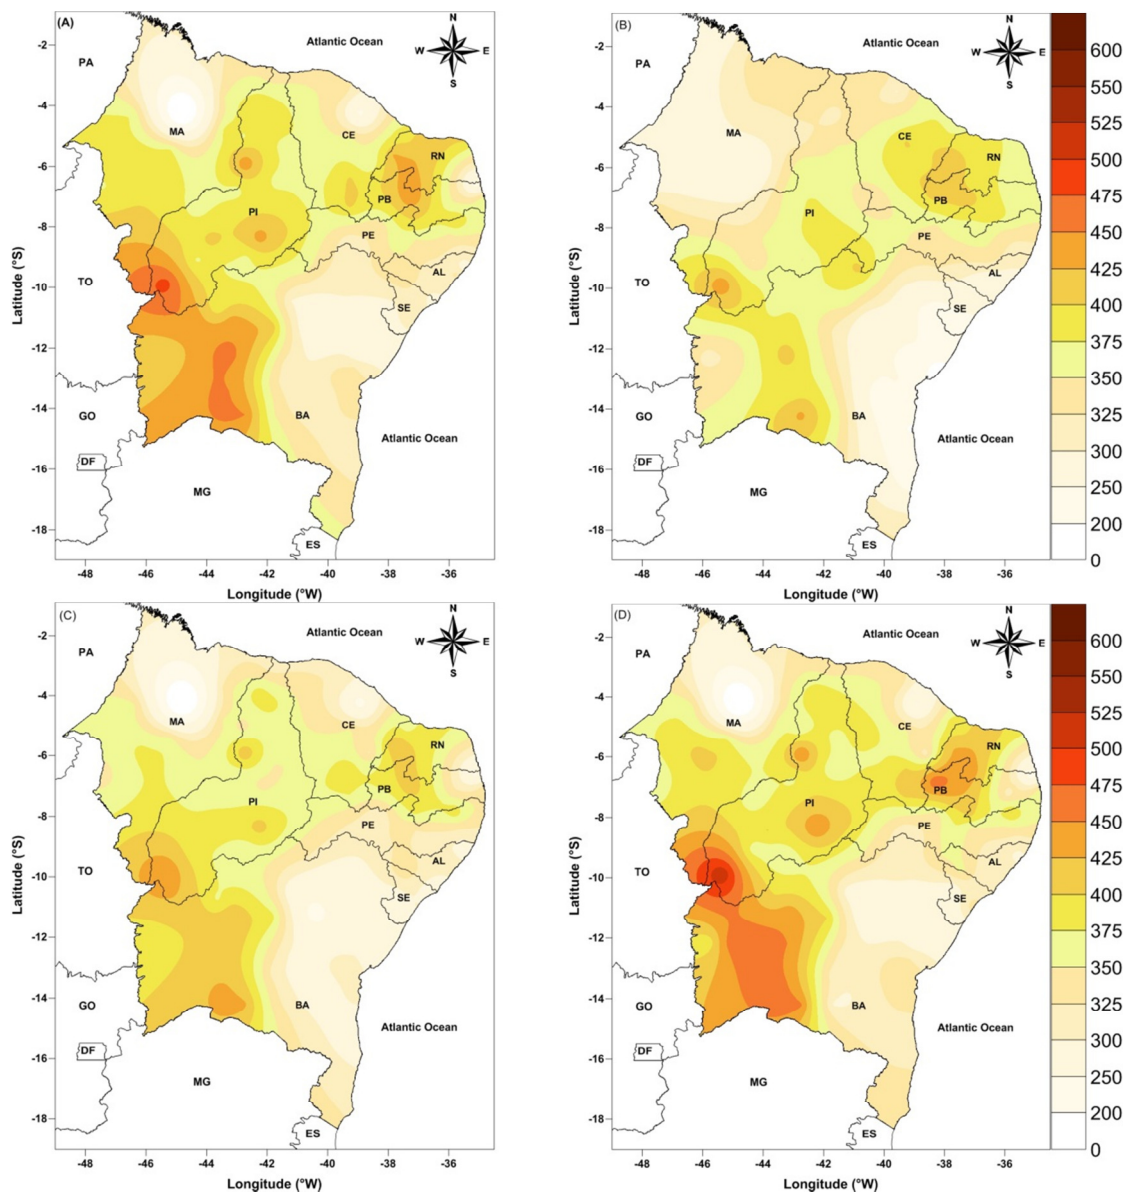 (A)
N
W E
S
Atlantic Ocean
PA
MA
CE
RN
PB
PI
PE
AL
TO
SE
BA
GO
Atlantic Ocean
DF
MG
ES
-2
-4
-6
-8
-10
-12
-14
-16
-18
Latitude (°S)
-48 -46 -44 -42 -40 -38 -36
Longitude (°W)
(B)
N
W E
S
Atlantic Ocean
PA
MA
CE
RN
PB
PI
PE
AL
TO
SE
BA
GO
Atlantic Ocean
DF
MG
ES
-2
-4
-6
-8
-10
-12
-14
-16
-18
Latitude (°S)
-48 -46 -44 -42 -40 -38 -36
Longitude (°W)
600
550
525
500
475
450
425
400
375
350
325
300
250
200
0
(C)
N
W E
S
Atlantic Ocean
PA
MA
CE
RN
PB
PI
PE
AL
TO
SE
BA
GO
Atlantic Ocean
DF
MG
ES
-2
-4
-6
-8
-10
-12
-14
-16
-18
Latitude (°S)
-48 -46 -44 -42 -40 -38 -36
Longitude (°W)
(D)
N
W E
S
Atlantic Ocean
PA
MA
CE
RN
PB
PI
PE
AL
TO
SE
BA
GO
Atlantic Ocean
DF
MG
ES
-2
-4
-6
-8
-10
-12
-14
-16
-18
Latitude (°S)
-48 -46 -44 -42 -40 -38 -36
Longitude (°W)
600
550
525
500
475
450
425
400
375
350
325
300
250
200
0